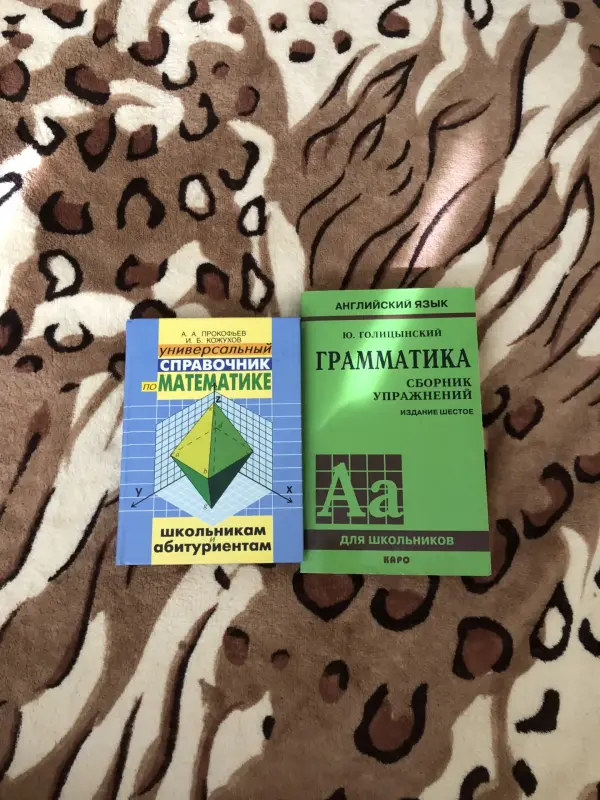 А. А. ПРОКОФЬЕВ
И. Б. КОЖУХОВ
универсальный
СПРАВОЧНИК
по МАТЕМАТИКЕ
z
y
x
школьникам
и
абитуриентам
АНГЛИЙСКИЙ ЯЗЫК
Ю. ГОЛИЦЫНСКИЙ
ГРАММАТИКА
СБОРНИК
УПРАЖНЕНИЙ
ИЗДАНИЕ ШЕСТОЕ
Аа
ДЛЯ ШКОЛЬНИКОВ
КАРО